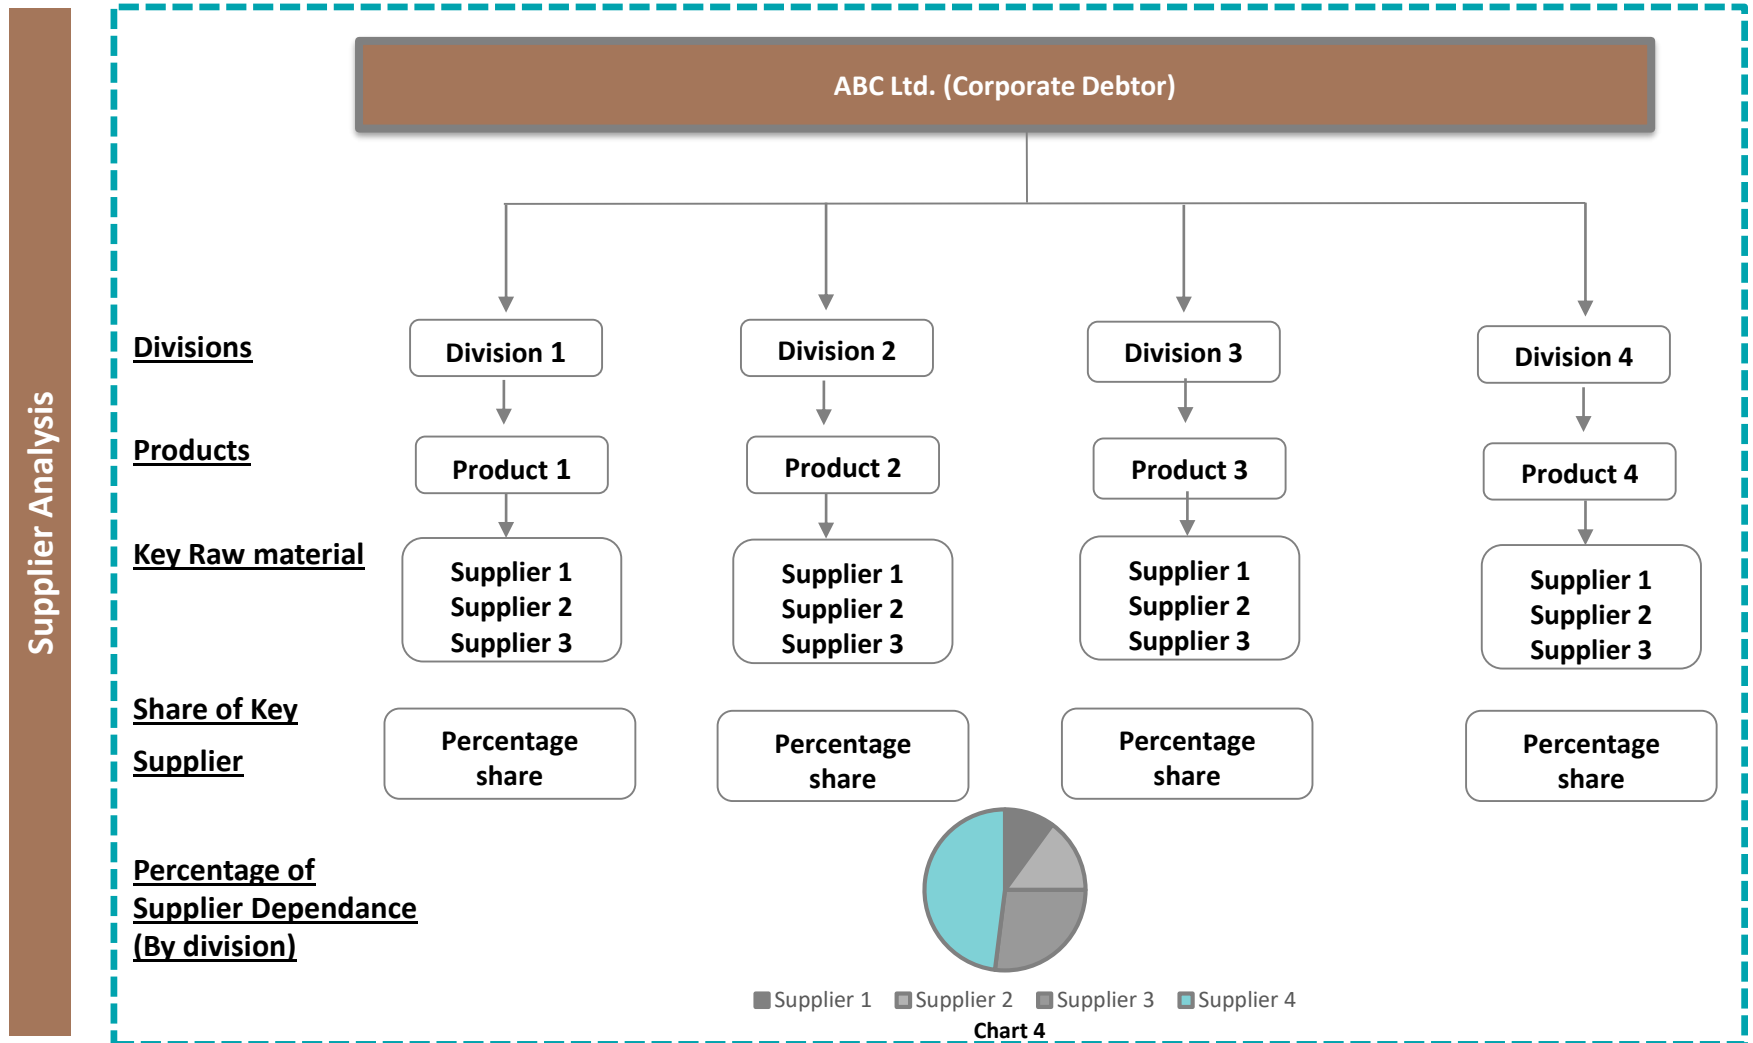 Supplier Analysis
ABC Ltd. (Corporate Debtor)
Divisions
Division 1
Division 2
Division 3
Division 4
Products
Product 1
Product 2
Product 3
Product 4
Key Raw material
Supplier 1
Supplier 2
Supplier 3
Supplier 1
Supplier 2
Supplier 3
Supplier 1
Supplier 2
Supplier 3
Supplier 1
Supplier 2
Supplier 3
Share of Key
Supplier
Percentage
share
Percentage
share
Percentage
share
Percentage
share
Percentage of
Supplier Dependance
(By division)
Supplier 1
Supplier 2
Supplier 3
Supplier 4
Chart 4